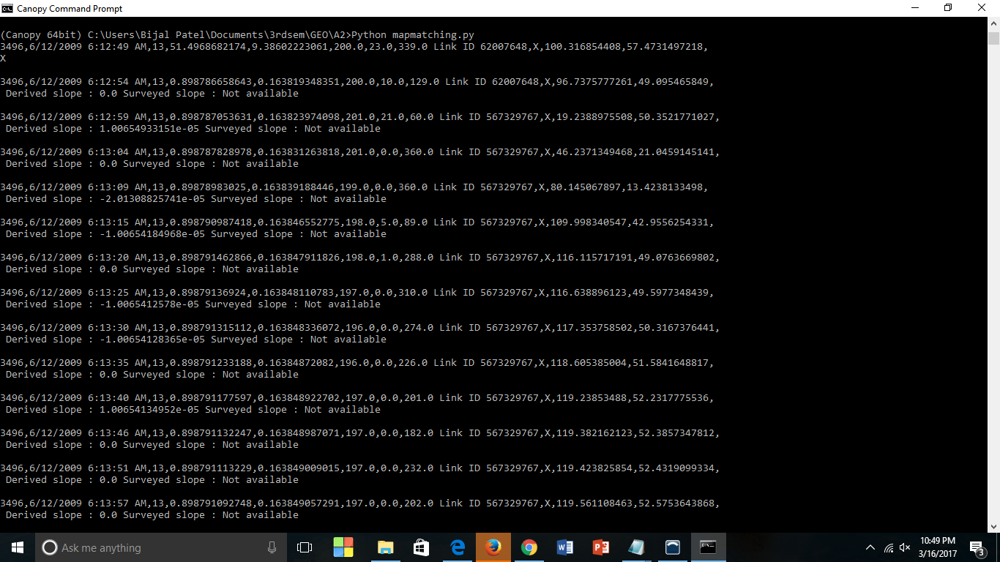 Canopy Command Prompt
(Canopy 64bit) C:\Users\Bijal Patel\Documents\3rdsem\GEO\A2>Python mapmatching.py
3496,6/12/2009 6:12:49 AM,13,51.4968682174,9.38602223061,200.0,23.0,339.0 Link ID 62007648,X,100.316854408,57.4731497218,
X
3496,6/12/2009 6:12:54 AM,13,0.898786658643,0.163819348351,200.0,10.0,129.0 Link ID 62007648,X,96.7375777261,49.095465849,
Derived slope : 0.0 Surveyed slope : Not available
3496,6/12/2009 6:12:59 AM,13,0.898787053631,0.163823974098,201.0,21.0,60.0 Link ID 567329767,X,19.2388975508,50.3521771027,
Derived slope : 1.00654933151e-05 Surveyed slope : Not available
3496,6/12/2009 6:13:04 AM,13,0.898787828978,0.163831263818,201.0,0.0,360.0 Link ID 567329767,X,46.2371349468,21.0459145141,
Derived slope : 0.0 Surveyed slope : Not available
3496,6/12/2009 6:13:09 AM,13,0.89878983025,0.163839188446,199.0,0.0,360.0 Link ID 567329767,X,80.145067897,13.4238133498,
Derived slope : -2.01308825741e-05 Surveyed slope : Not available
3496,6/12/2009 6:13:15 AM,13,0.898790987418,0.163846552775,198.0,5.0,89.0 Link ID 567329767,X,109.998340547,42.9556254331,
Derived slope : -1.00654184968e-05 Surveyed slope : Not available
3496,6/12/2009 6:13:20 AM,13,0.898791462866,0.163847911826,198.0,1.0,288.0 Link ID 567329767,X,116.115717191,49.0763669802,
Derived slope : 0.0 Surveyed slope : Not available
3496,6/12/2009 6:13:25 AM,13,0.89879136924,0.163848110783,197.0,0.0,310.0 Link ID 567329767,X,116.638896123,49.5977348439,
Derived slope : -1.0065412578e-05 Surveyed slope : Not available
3496,6/12/2009 6:13:30 AM,13,0.898791315112,0.163848336072,196.0,0.0,274.0 Link ID 567329767,X,117.353758502,50.3167376441,
Derived slope : -1.00654128365e-05 Surveyed slope : Not available
3496,6/12/2009 6:13:35 AM,13,0.898791233188,0.16384872082,196.0,0.0,226.0 Link ID 567329767,X,118.605385004,51.5841648817,
Derived slope : 0.0 Surveyed slope : Not available
3496,6/12/2009 6:13:40 AM,13,0.898791177597,0.163848922702,197.0,0.0,201.0 Link ID 567329767,X,119.23853488,52.2317775536,
Derived slope : 1.00654134952e-05 Surveyed slope : Not available
3496,6/12/2009 6:13:46 AM,13,0.898791132247,0.163848987071,197.0,0.0,182.0 Link ID 567329767,X,119.382162123,52.3857347812,
Derived slope : 0.0 Surveyed slope : Not available
3496,6/12/2009 6:13:51 AM,13,0.898791113229,0.163849009015,197.0,0.0,232.0 Link ID 567329767,X,119.423825854,52.4319099334,
Derived slope : 0.0 Surveyed slope : Not available
3496,6/12/2009 6:13:57 AM,13,0.898791092748,0.163849057291,197.0,0.0,202.0 Link ID 567329767,X,119.561108463,52.5753643868,
Derived slope : 0.0 Surveyed slope : Not available
Ask me anything
10:49 PM
3/16/2017
3